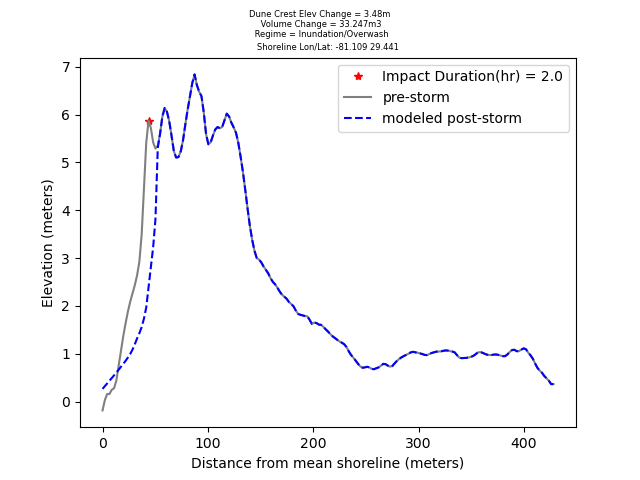 Dune Crest Elev Change = 3.48m
Volume Change = 33.247m3
Regime = Inundation/Overwash
Shoreline Lon/Lat: -81.109 29.441
Impact Duration(hr) = 2.0
pre-storm
modeled post-storm
7
6
5
4
3
2
1
0
Elevation (meters)
0 100 200 300 400
Distance from mean shoreline (meters)